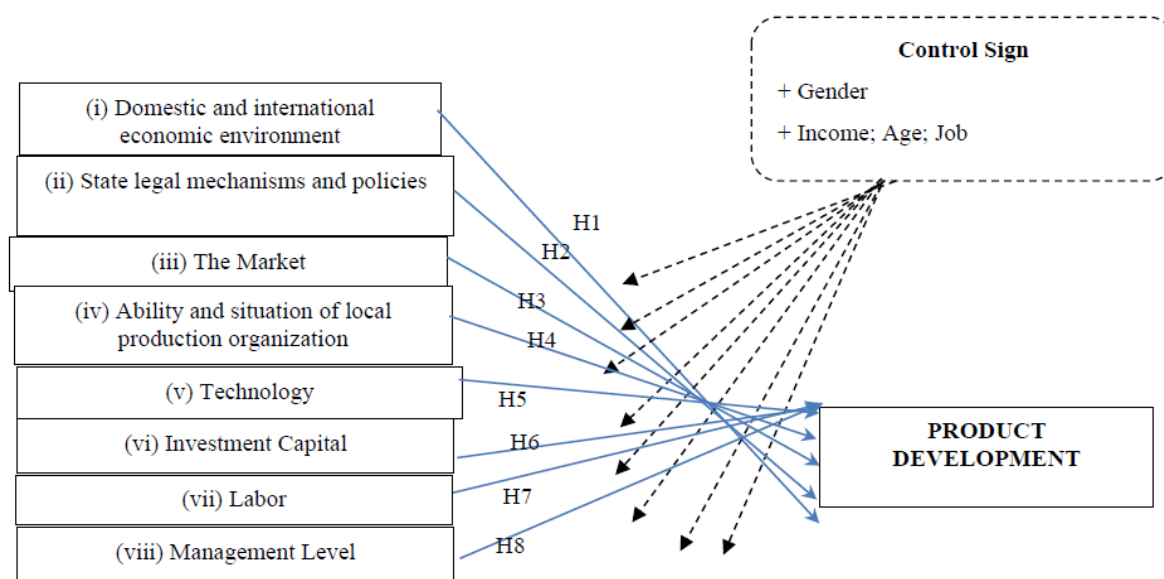 Control Sign
+ Gender
+ Income; Age; Job
(i) Domestic and international
economic environment
(ii) State legal mechanisms and policies
(iii) The Market
(iv) Ability and situation of local
production organization
(v) Technology
(vi) Investment Capital
(vii) Labor
(viii) Management Level
H1
H2
H3
H4
H5
H6
H7
H8
PRODUCT
DEVELOPMENT